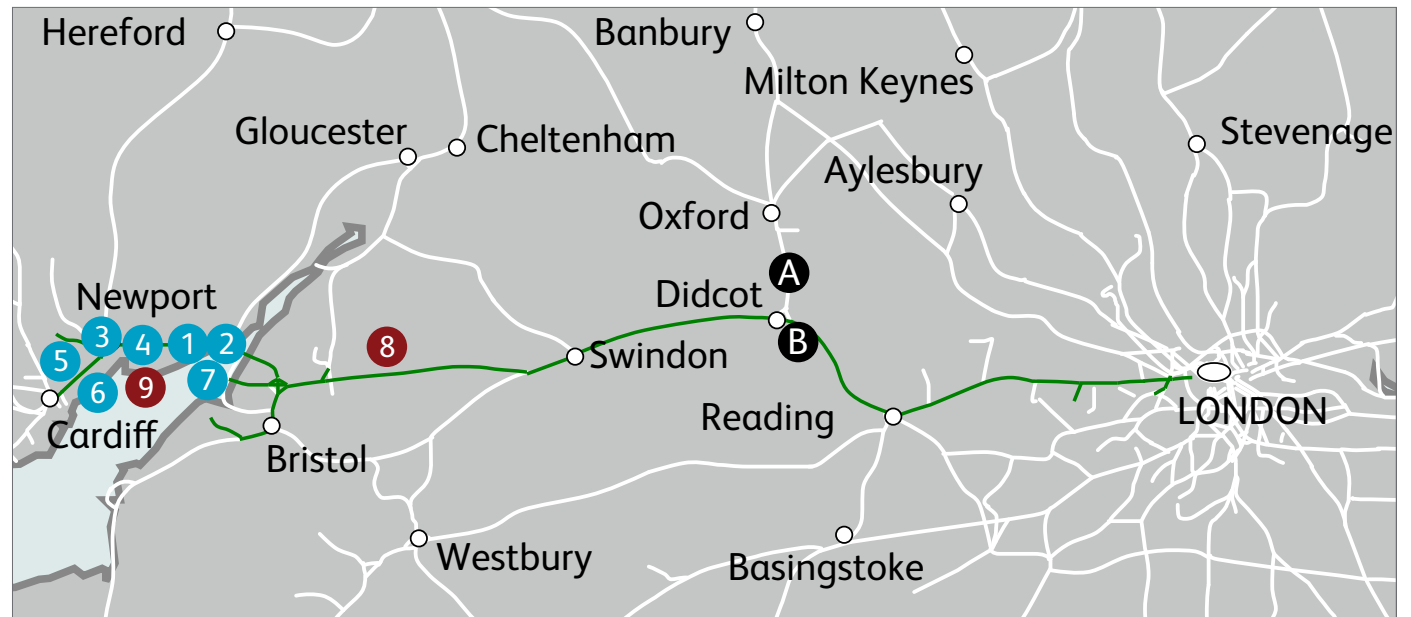 Hereford
Banbury
Milton Keynes
Gloucester
Cheltenham
Stevenage
Aylesbury
Oxford
A
Newport
Didcot
3
4
1
2
5
8
B
Swindon
7
6
9
LONDON
Reading
Cardiff
Bristol
Westbury
Basingstoke